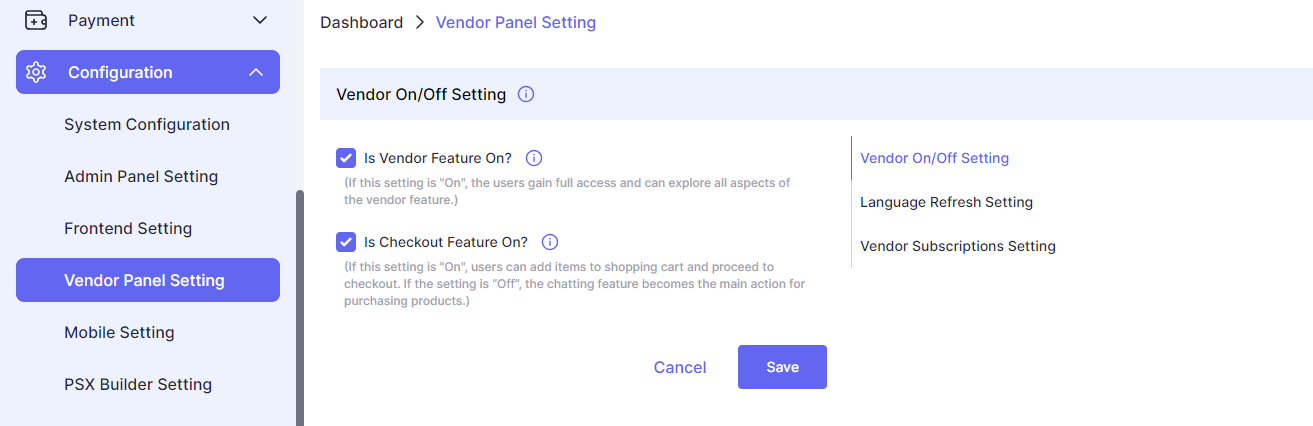 Payment
Configuration
System Configuration
Admin Panel Setting
Frontend Setting
Vendor Panel Setting
Mobile Setting
PSX Builder Setting
Dashboard > Vendor Panel Setting
Vendor On/Off Setting
Is Vendor Feature On?
(If this setting is "On", the users gain full access and can explore all aspects of
the vendor feature.)
Is Checkout Feature On?
(If this setting is "On", users can add items to shopping cart and proceed to
checkout. If the setting is “Off”, the chatting feature becomes the main action for
purchasing products.)
Cancel
Save
Vendor On/Off Setting
Language Refresh Setting
Vendor Subscriptions Setting